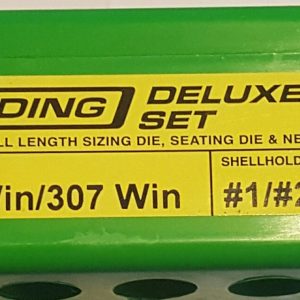 DING DELUXE
SET
LL LENGTH SIZING DIE, SEATING DIE & NE
SHELLHOLD
Win/307 Win #1/#2